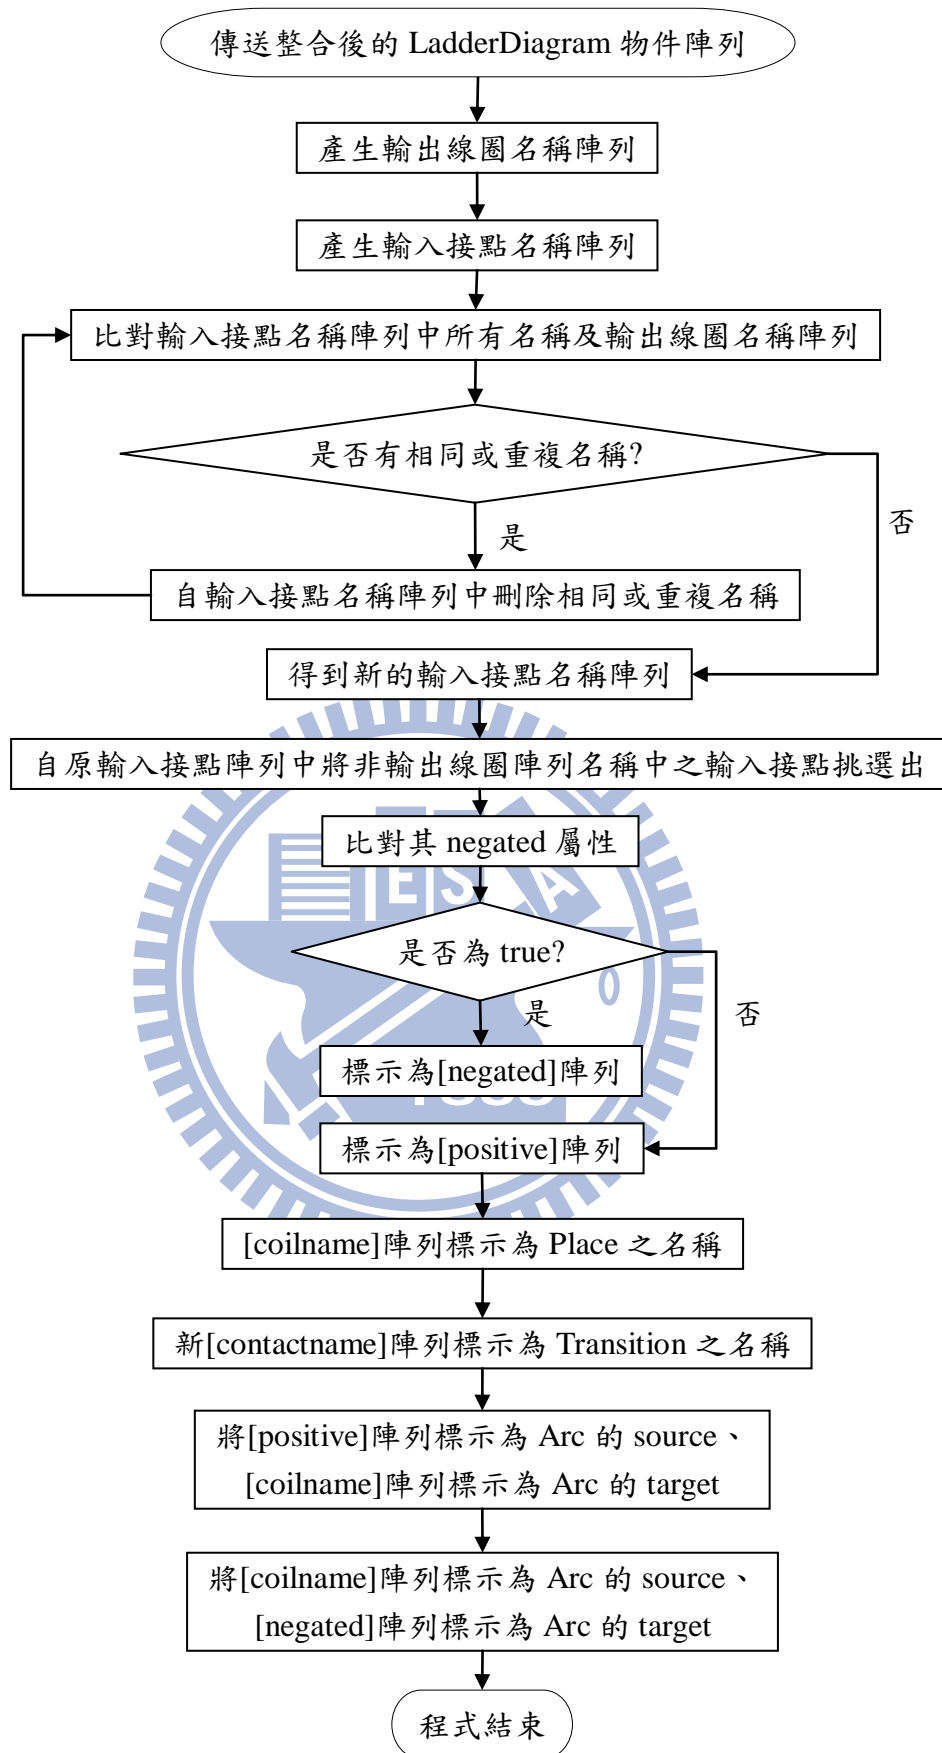 傳送整合後的 LadderDiagram 物件陣列
產生輸出線圈名稱陣列
產生輸入接點名稱陣列
比對輸入接點名稱陣列中所有名稱及輸出線圈名稱陣列
是否有相同或重複名稱?
是
否
自輸入接點名稱陣列中刪除相同或重複名稱
得到新的輸入接點名稱陣列
自原輸入接點陣列中將非輸出線圈陣列名稱中之輸入接點挑選出
比對其 negated 屬性
ESA
是否為 true?
是
否
標示為[negated]陣列
標示為[positive]陣列
[coilname]陣列標示為 Place 之名稱
新[contactname]陣列標示為 Transition 之名稱
將[positive]陣列標示為 Arc 的 source、
[coilname]陣列標示為 Arc 的 target
將[coilname]陣列標示為 Arc 的 source、
[negated]陣列標示為 Arc 的 target
程式結束